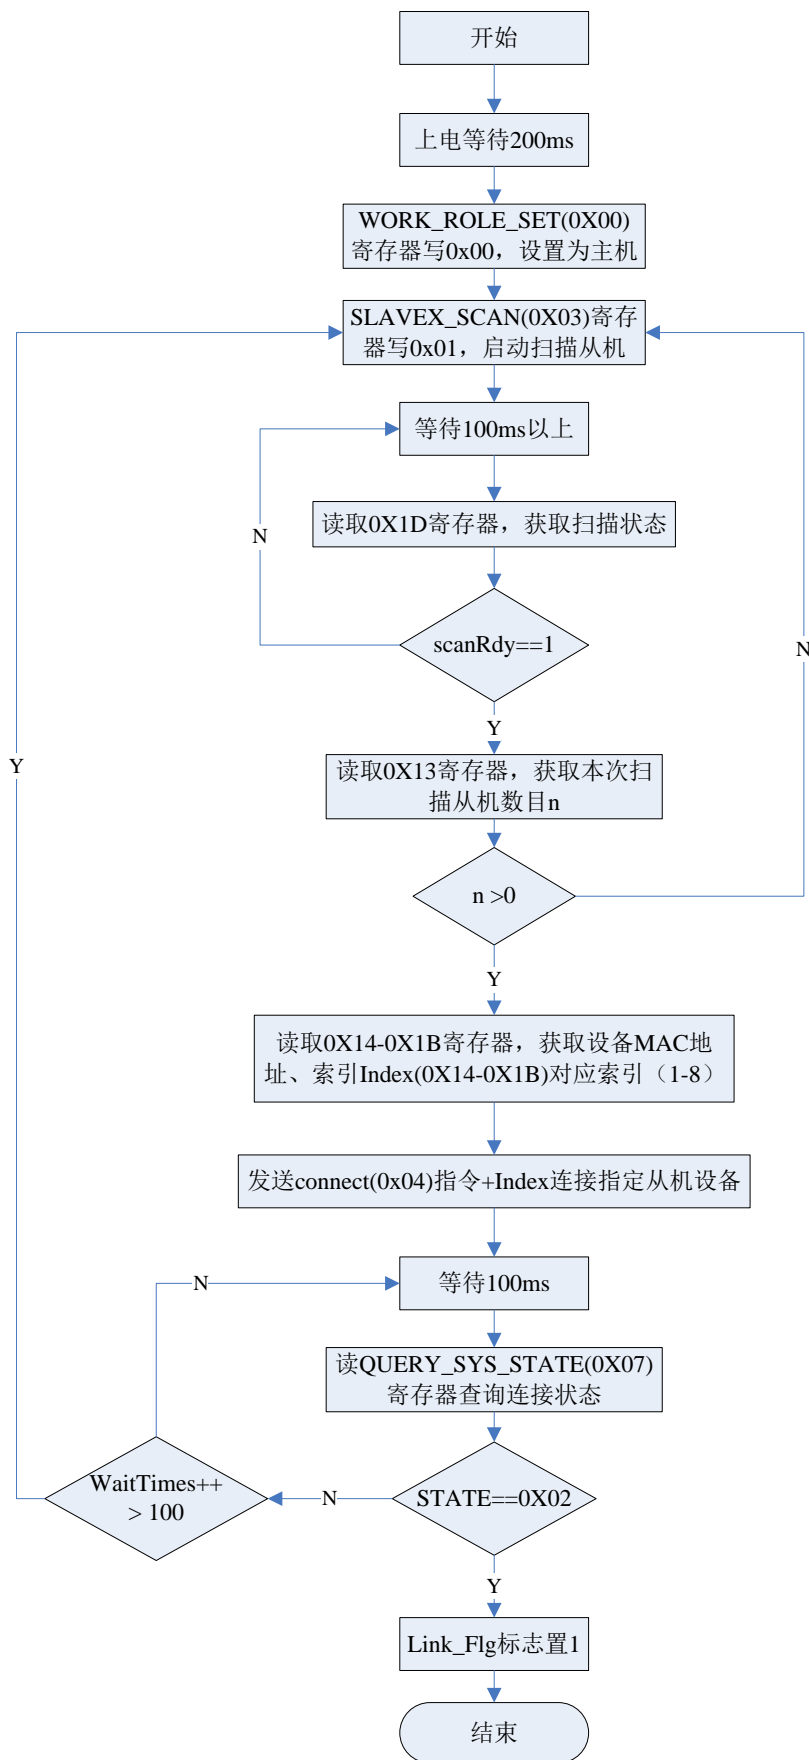 开始
上电等待200ms
WORK_ROLE_SET(0X00)
寄存器写0x00，设置为主机
SLAVEX_SCAN(0X03)寄存
器写0x01，启动扫描从机
等待100ms以上
读取0X1D寄存器，获取扫描状态
N
scanRdy==1
N
Y
Y
读取0X13寄存器，获取本次扫
描从机数目n
n >0
Y
读取0X14-0X1B寄存器，获取设备MAC地
址、索引Index(0X14-0X1B)对应索引（1-8）
发送connect(0x04)指令+Index连接指定从机设备
N
等待100ms
读QUERY_SYS_STATE(0X07)
寄存器查询连接状态
WaitTimes++
> 100
N
STATE==0X02
Y
Link_Flg标志置1
结束